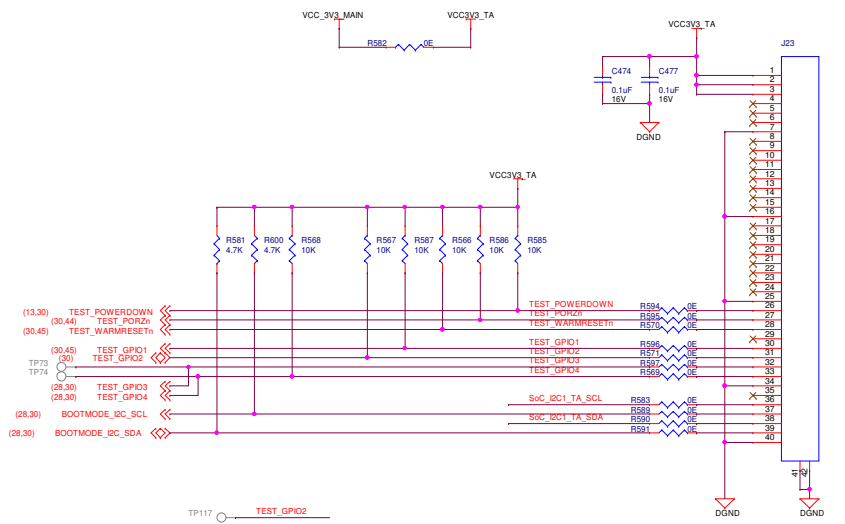 VCC_3V3_MAIN VCC3V3_TA
R582 0E
VCC3V3_TA
J23
C474 C477
0.1uF 0.1uF
16V 16V
DGND
1
2
3
4
5
6
7
8
9
10
11
12
13
14
15
16
17
18
19
20
21
22
23
24
25
26
27
28
29
30
31
32
33
34
35
36
37
38
39
40
41
42
VCC3V3_TA
R581 R600 R568 R567 R587 R566 R586 R585
4.7K 4.7K 10K 10K 10K 10K 10K 10K
(13,30) TEST_POWERDOWN TEST_POWERDOWN R594 0E
(30,44) TEST_PORZn TEST_PORZn R595 0E
(30,45) TEST_WARMRESETn TEST_WARMRESETn R570 0E
(30,45) TEST_GPIO1 TEST_GPIO1 R596 0E
(30) TEST_GPIO2 TEST_GPIO2 R571 0E
TP73 TEST_GPIO3 R597 0E
TP74 TEST_GPIO4 R569 0E
(28,30) TEST_GPIO3
(28,30) TEST_GPIO4
SoC_I2C1_TA_SCL R583 0E
(28,30) BOOTMODE_I2C_SCL R589 0E
SoC_I2C1_TA_SDA R590 0E
(28,30) BOOTMODE_I2C_SDA R591 0E
DGND DGND
TP117 TEST_GPIO2